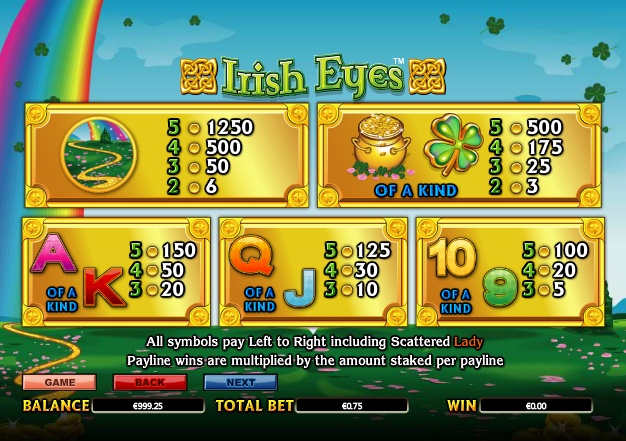 Irish Eyes™
5 1250
4 500
3 50
2 6
5 500
4 175
3 25
2 3
OF A KIND
A K
OF A KIND
5 150
4 50
3 20
Q J
OF A KIND
5 125
4 30
3 10
10 9
OF A KIND
5 100
4 20
3 5
All symbols pay Left to Right including Scattered Lady
Payline wins are multiplied by the amount staked per payline
GAME BACK NEXT
BALANCE €999.25 TOTAL BET €0.75 WIN €0.00